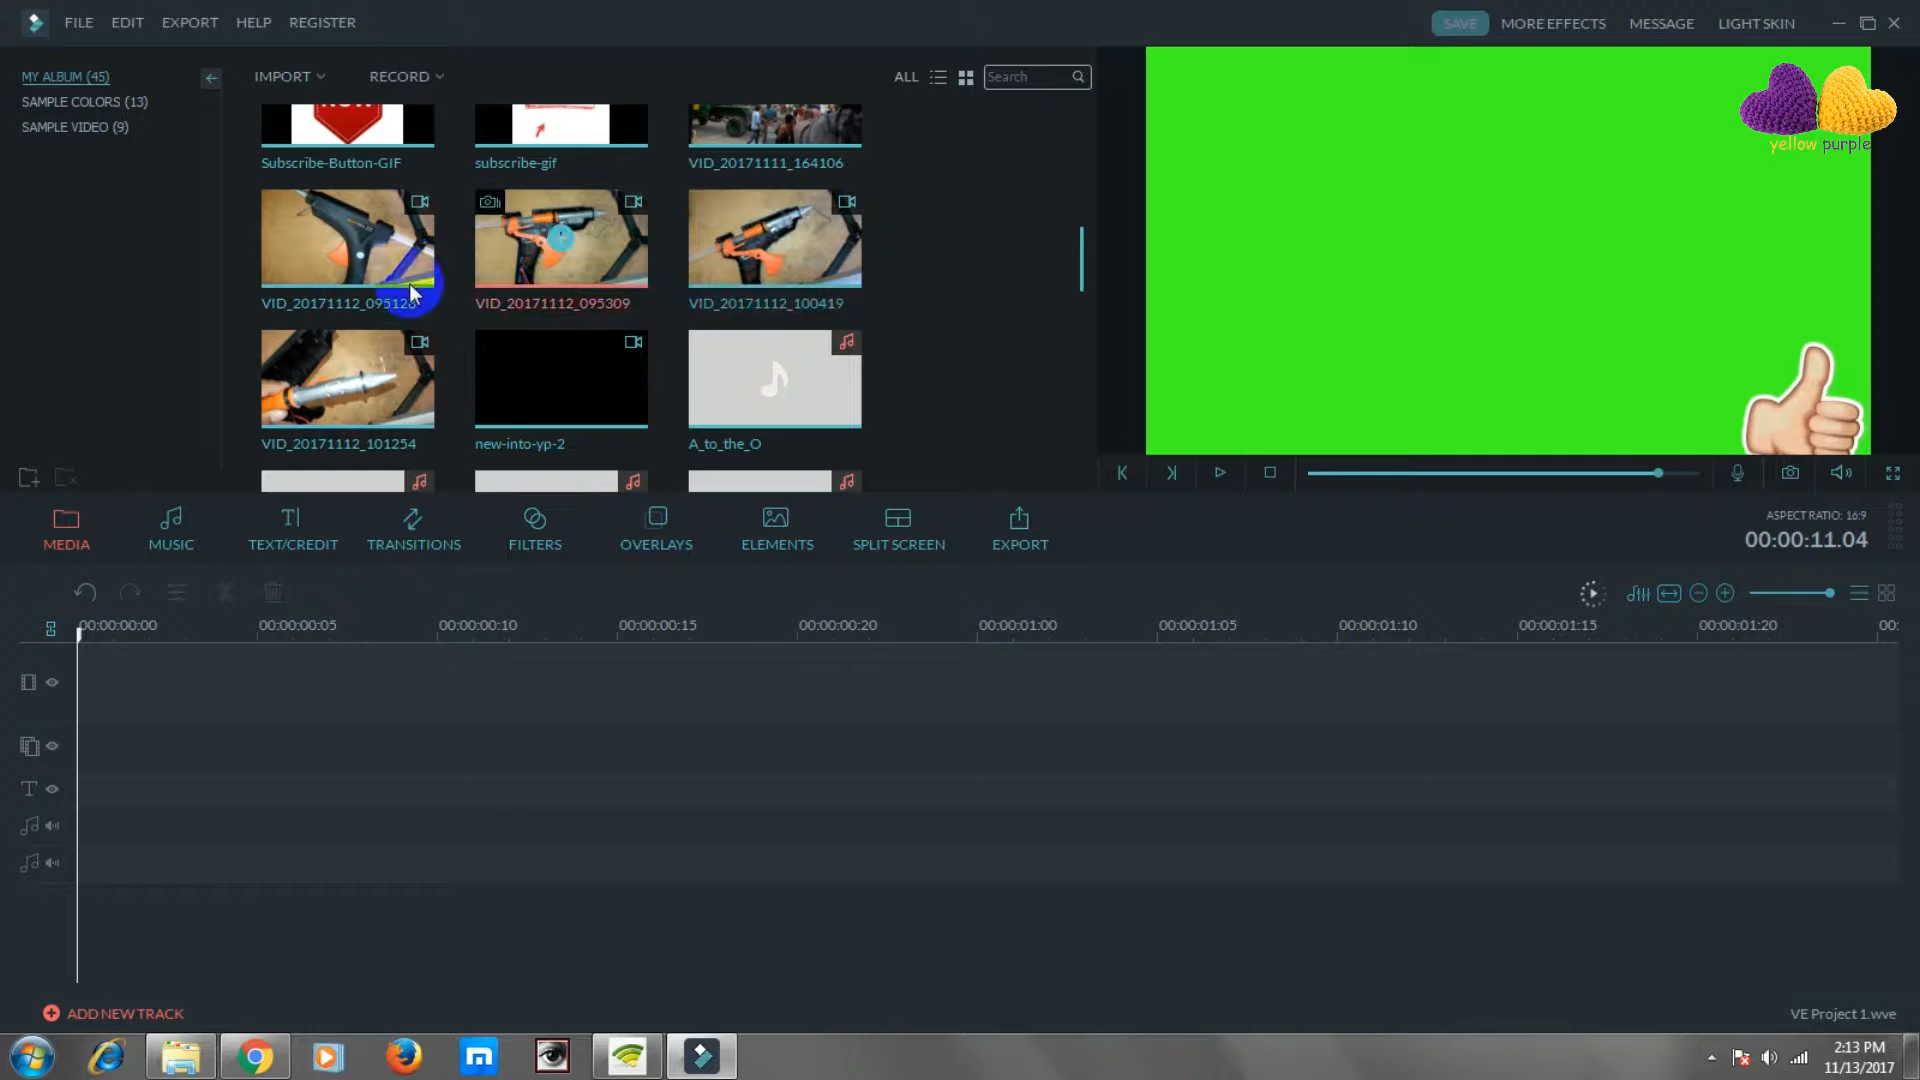 FILE EDIT EXPORT HELP REGISTER
SAVE MORE EFFECTS MESSAGE LIGHT SKIN
MY ALBUM (45)
SAMPLE COLORS (13)
SAMPLE VIDEO (9)
IMPORT RECORD ALL Search
NOW
Subscribe-Button-GIF subscribe-gif VID_20171111_164106
VID_20171112_095128 VID_20171112_095309 VID_20171112_100419
VID_20171112_101254 new-into-yp-2 A_to_the_O
yellow purple
MEDIA MUSIC TEXT/CREDIT TRANSITIONS FILTERS OVERLAYS ELEMENTS SPLIT SCREEN EXPORT
ASPECT RATIO: 16:9
00:00:11.04
00:00:00:00 00:00:00:05 00:00:00:10 00:00:00:15 00:00:00:20 00:00:01:00 00:00:01:05 00:00:01:10 00:00:01:15 00:00:01:20 00:
ADD NEW TRACK
VE Project 1.wve
2:13 PM
11/13/2017